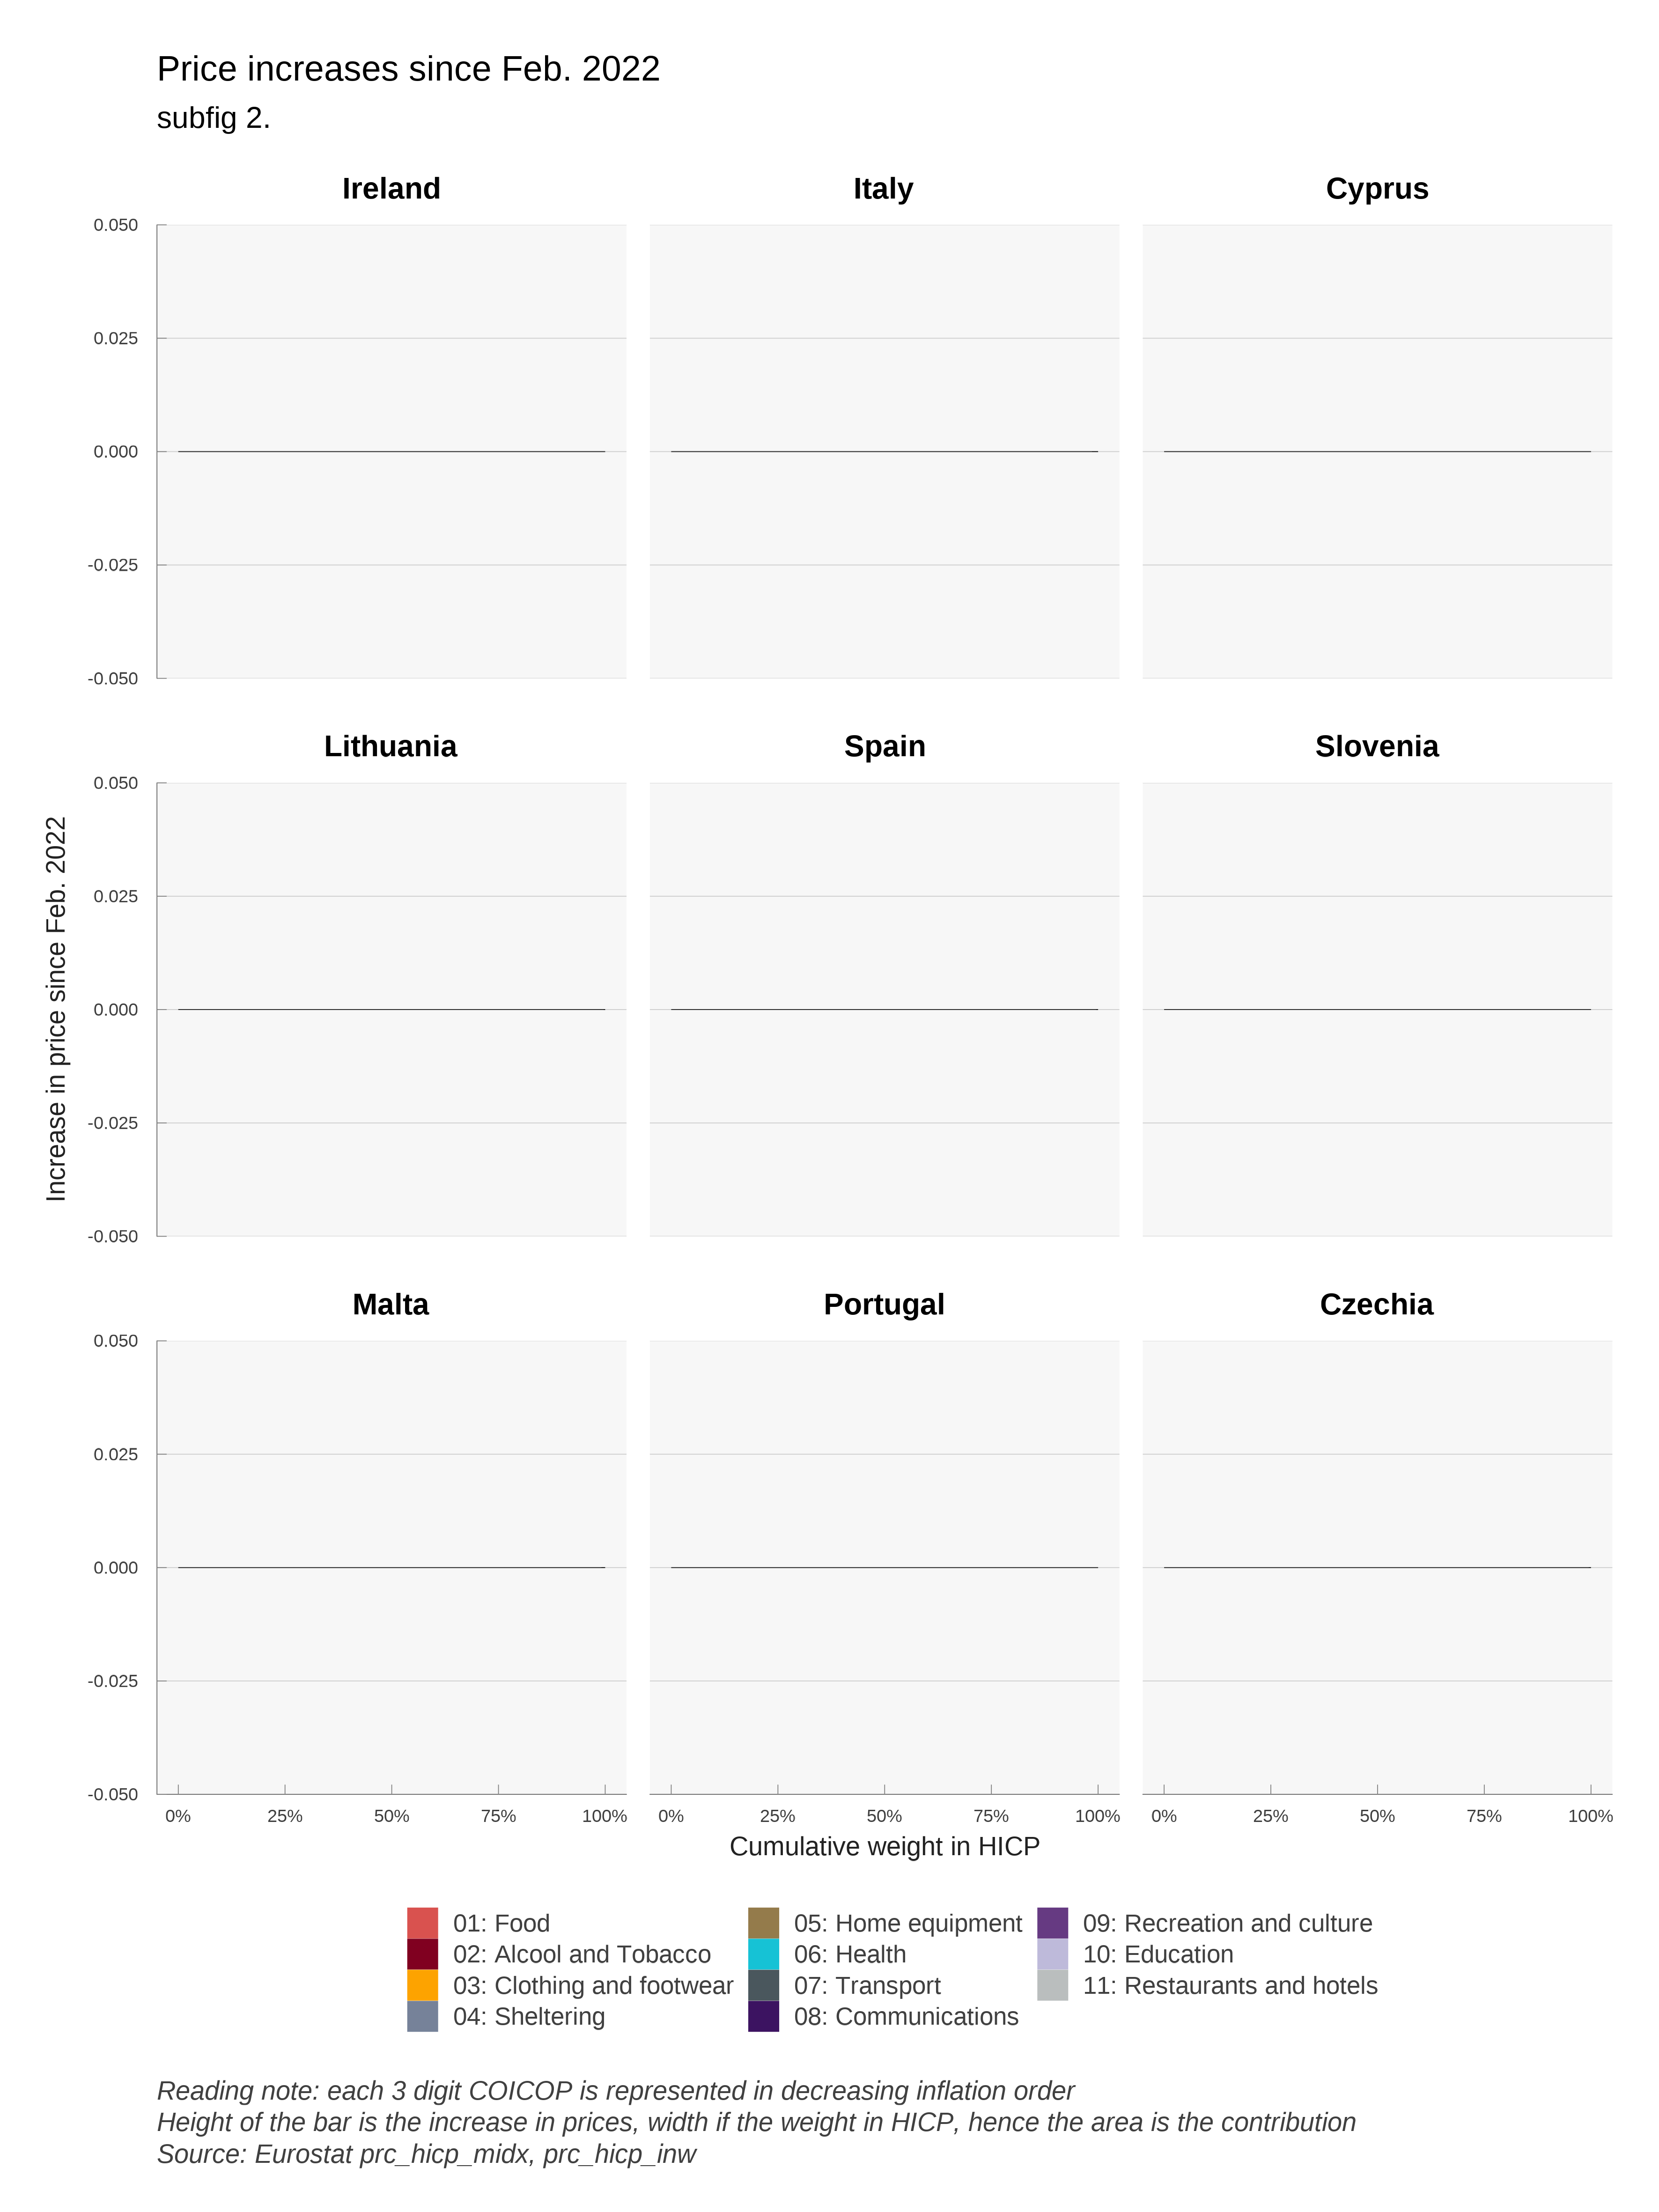 Price increases since Feb. 2022
subfig 2.
Ireland
Italy
Cyprus
0.050
0.025
0.000
-0.025
-0.050
Lithuania
Spain
Slovenia
0.050
0.025
0.000
-0.025
-0.050
Increase in price since Feb. 2022
Malta
Portugal
Czechia
0.050
0.025
0.000
-0.025
-0.050
0% 25% 50% 75% 100% 0% 25% 50% 75% 100% 0% 25% 50% 75% 100%
Cumulative weight in HICP
01: Food
02: Alcool and Tobacco
03: Clothing and footwear
04: Sheltering
05: Home equipment
06: Health
07: Transport
08: Communications
09: Recreation and culture
10: Education
11: Restaurants and hotels
Reading note: each 3 digit COICOP is represented in decreasing inflation order
Height of the bar is the increase in prices, width if the weight in HICP, hence the area is the contribution
Source: Eurostat prc_hicp_midx, prc_hicp_inw